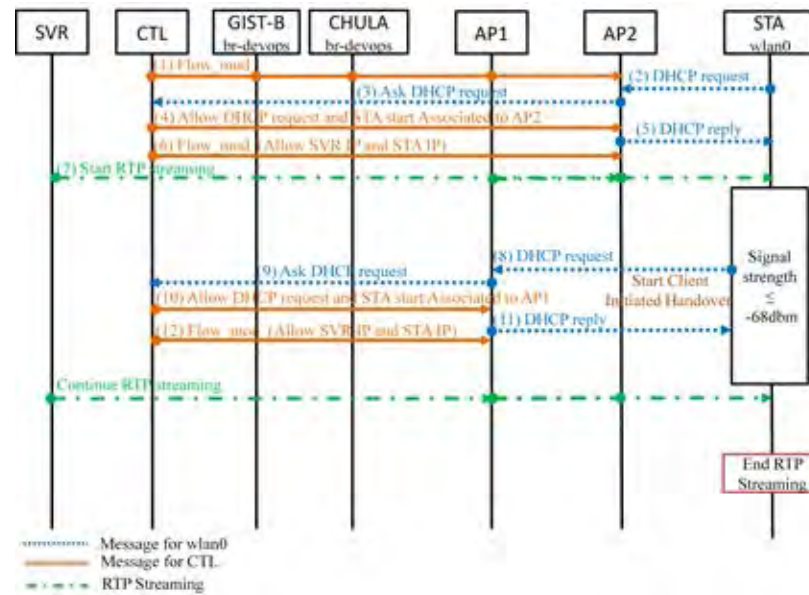 SVR
CTL
GIST-B
br-devops
CHULA
br-devops
AP1
AP2
STA
wlan0
(1) Flow_mod
(2) DHCP request
(3) Ask DHCP request
(4) Allow DHCP request and STA start Associated to AP2
(5) DHCP reply
(6) Flow_mod (Allow SVR IP and STA IP)
(7) Start RTP streaming
(8) DHCP request
(9) Ask DHCP request
Start Client
Initiated Handover
Signal
strength
≤
-68dbm
(10) Allow DHCP request and STA start Associated to AP1
(11) DHCP reply
(12) Flow_mod (Allow SVR IP and STA IP)
Continue RTP streaming
End RTP
Streaming
Message for wlan0
Message for CTL
RTP Streaming